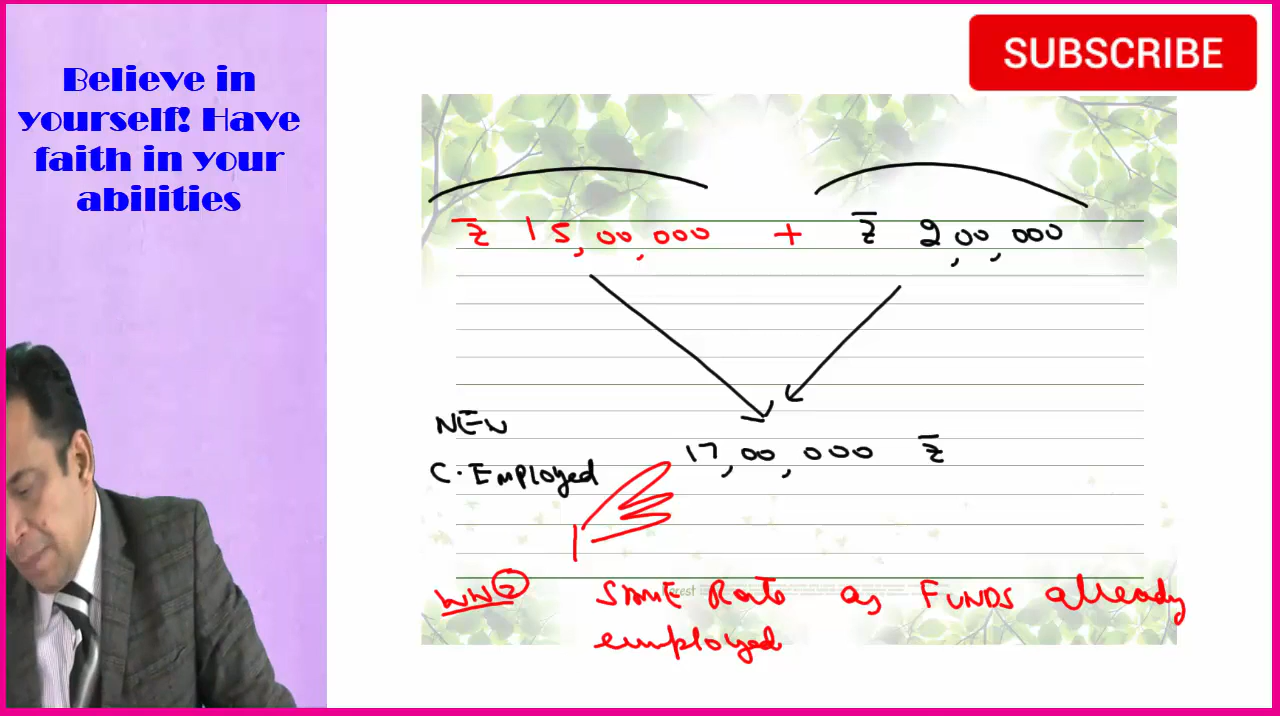 Believe in
yourself! Have
faith in your
abilities
SUBSCRIBE
₹ 15,00,000 + ₹ 2,00,000
NEW
C. Employed
17,00,000 ₹
WN 2 SAME Rate as FUNDS already
employed